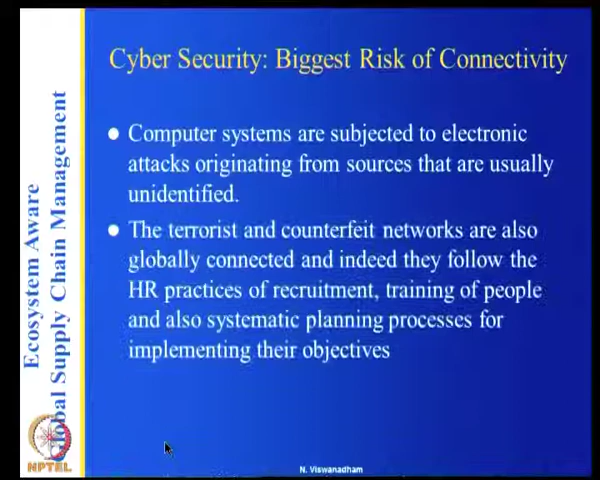 Cyber Security: Biggest Risk of Connectivity
Computer systems are subjected to electronic
attacks originating from sources that are usually
unidentified.
The terrorist and counterfeit networks are also
globally connected and indeed they follow the
HR practices of recruitment, training of people
and also systematic planning processes for
implementing their objectives
Ecosystem Aware
Global Supply Chain Management
NPTEL
N. Viswanadham